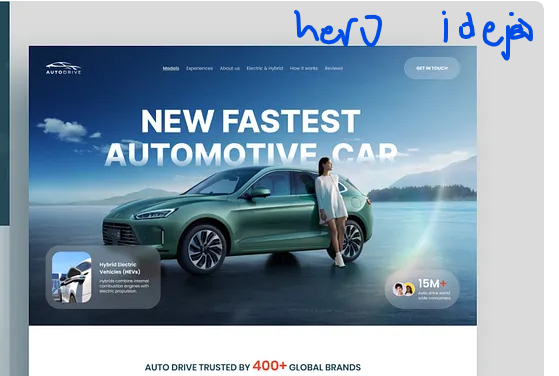 hero ideja
AUTODRIVE
Models Experiences About us Electric & Hybrid How it works Reviews
GET IN TOUCH
NEW FASTEST
AUTOMOTIVE CAR
Hybrid Electric
Vehicles (HEVs)
Hybrids combine internal
combustion engines with
electric propulsion.
15M+
Auto drive world
wide consumers
AUTO DRIVE TRUSTED BY 400+ GLOBAL BRANDS